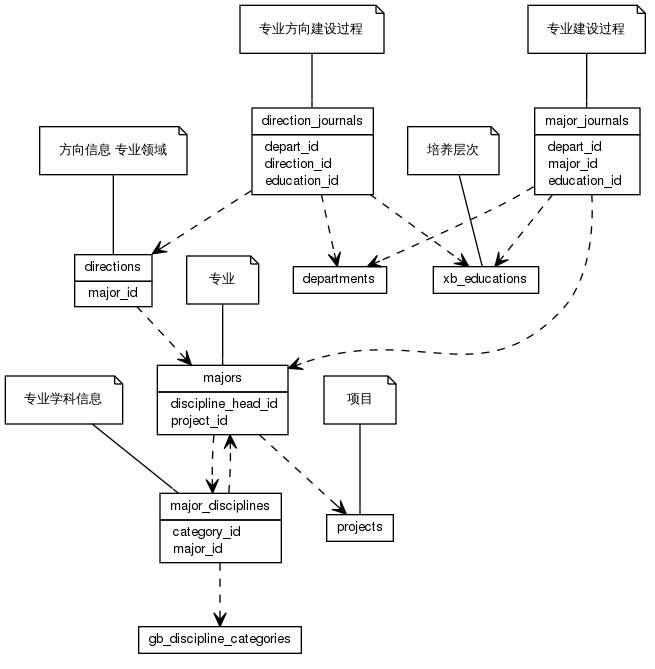 专业方向建设过程
专业建设过程
direction_journals
depart_id
direction_id
education_id
major_journals
depart_id
major_id
education_id
方向信息 专业领域
培养层次
directions
major_id
专业
departments
xb_educations
majors
discipline_head_id
project_id
专业学科信息
项目
major_disciplines
category_id
major_id
projects
gb_discipline_categories